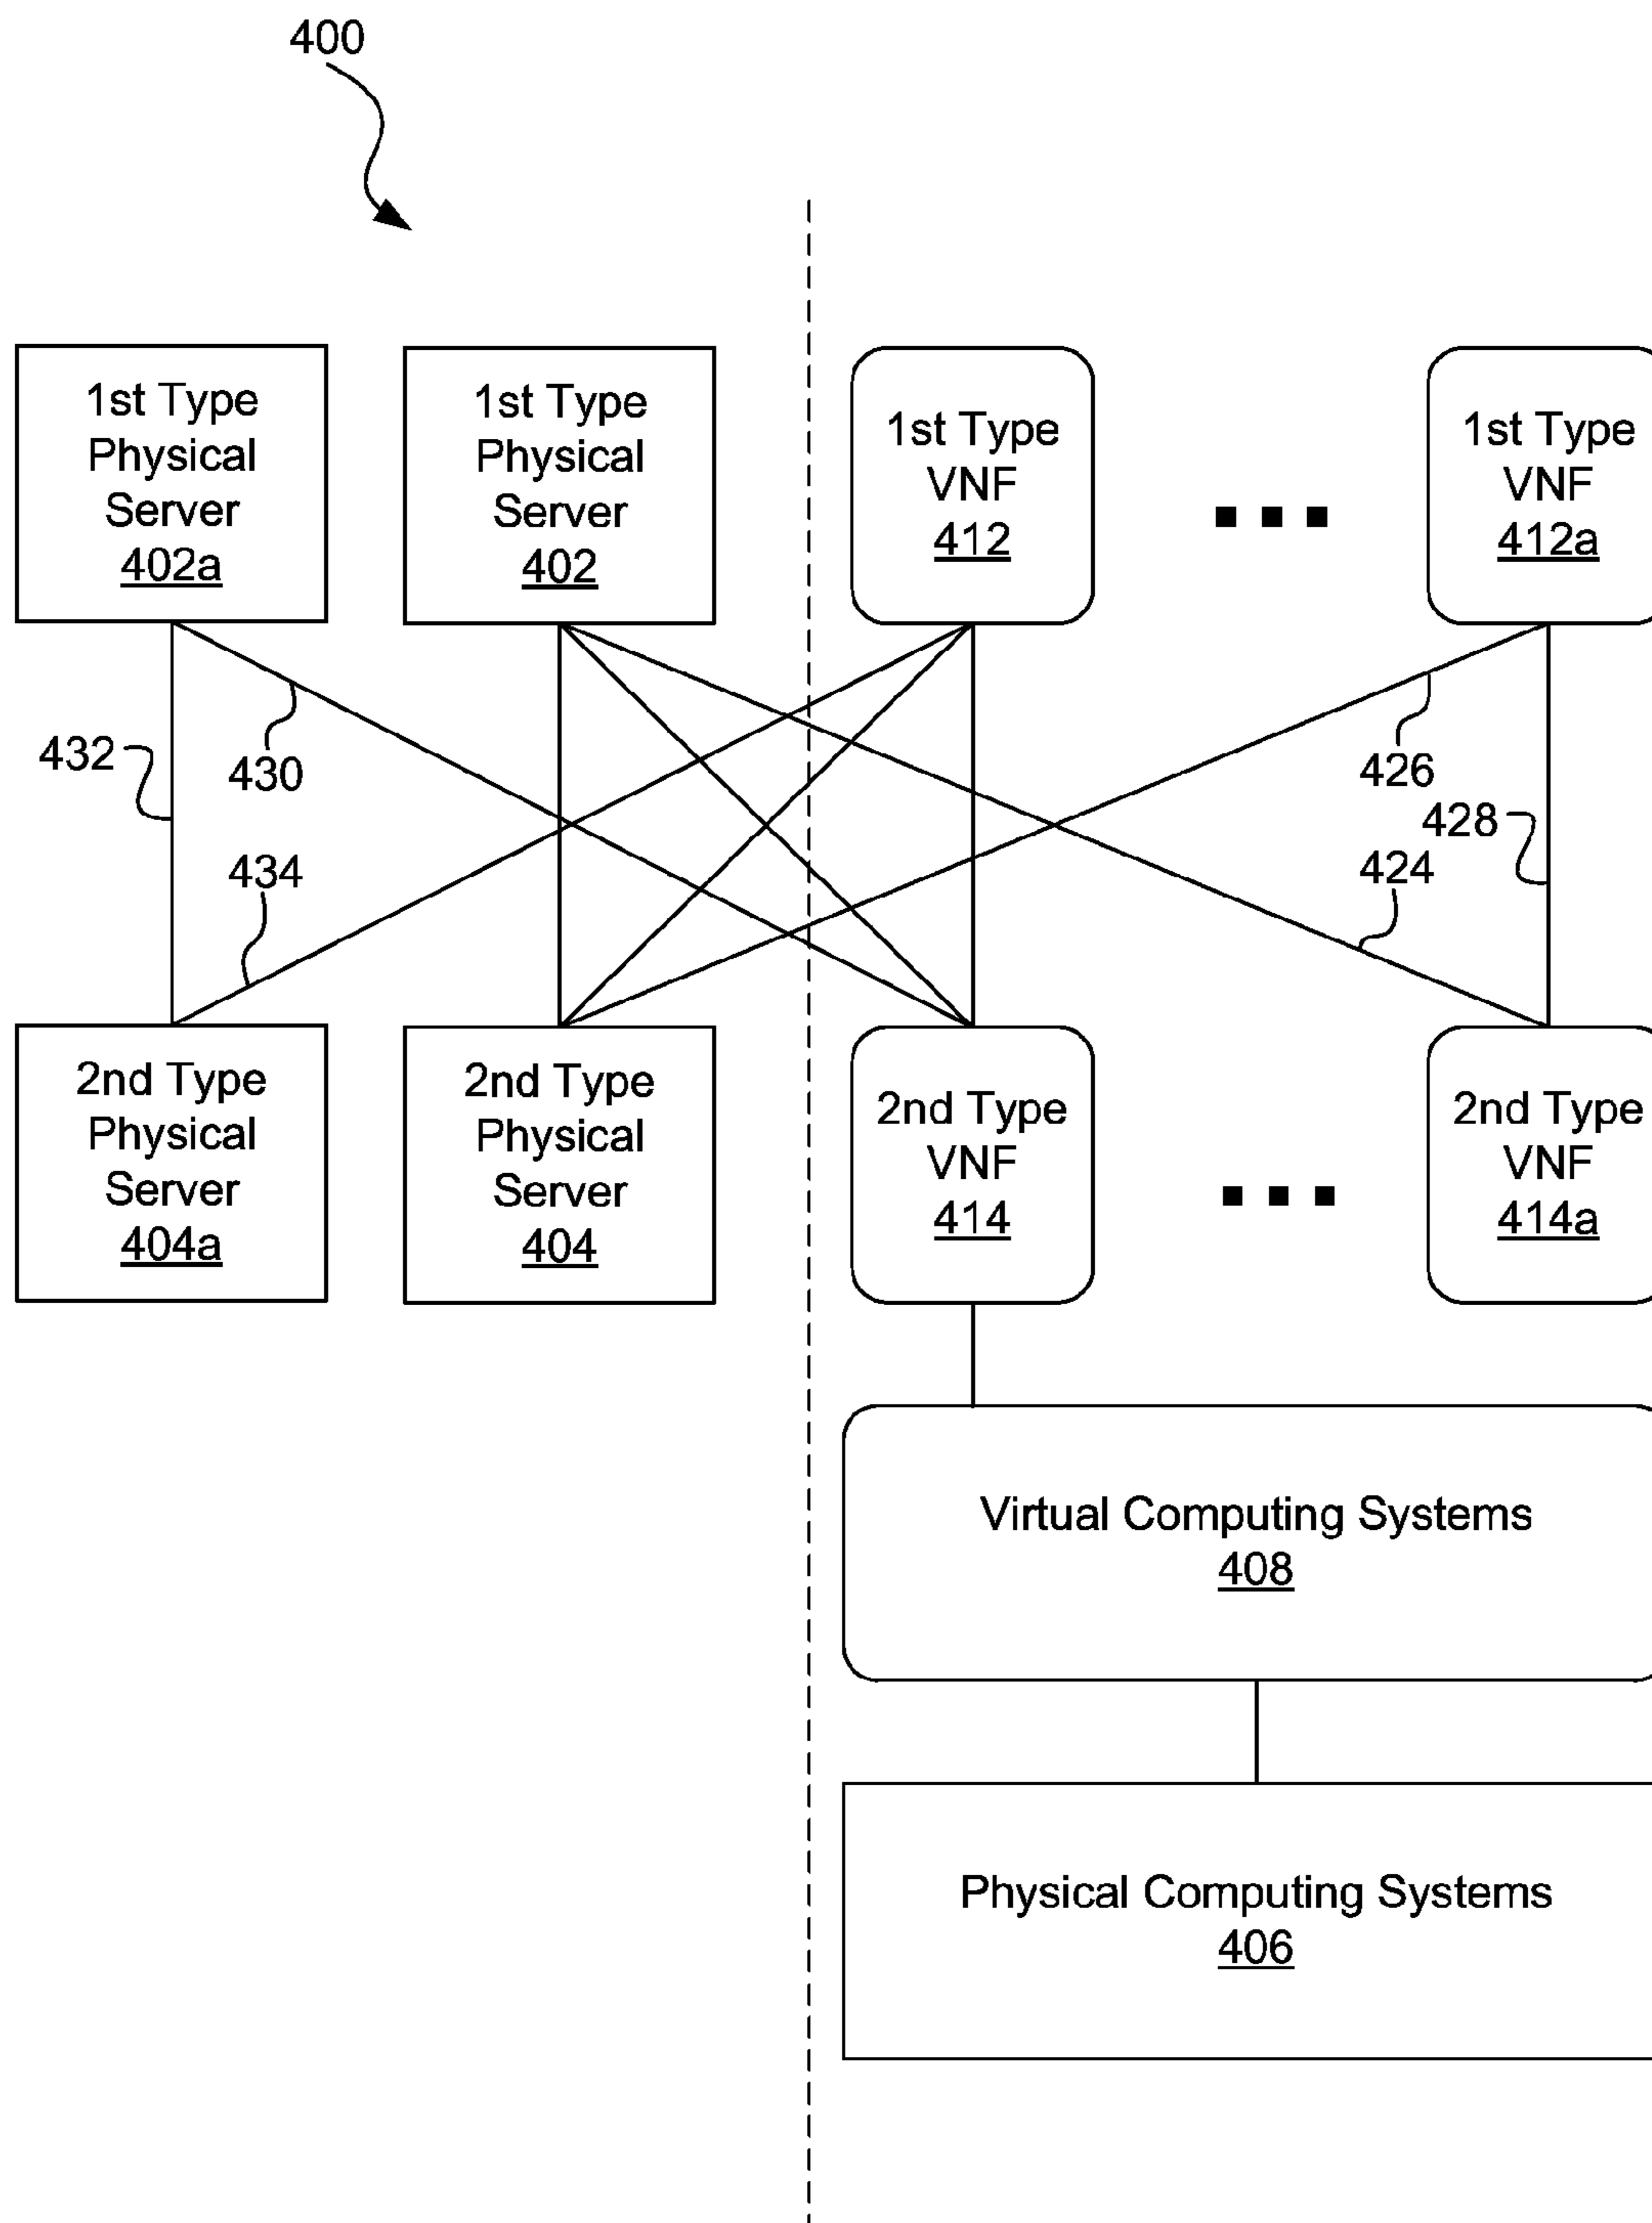 400
1st Type
Physical
Server
402a
1st Type
Physical
Server
402
1st Type
VNF
412
1st Type
VNF
412a
432
430
434
426
428
424
2nd Type
Physical
Server
404a
2nd Type
Physical
Server
404
2nd Type
VNF
414
2nd Type
VNF
414a
Virtual Computing Systems
408
Physical Computing Systems
406